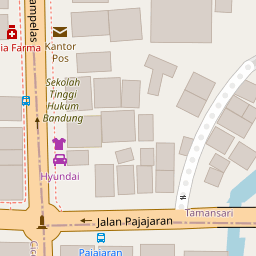 ampelas
ia Farma
Kantor
Pos
Sekolah
Tinggi
Hukum
Bandung
Hyundai
Tamansari
Jalan Pajajaran
Pajajaran